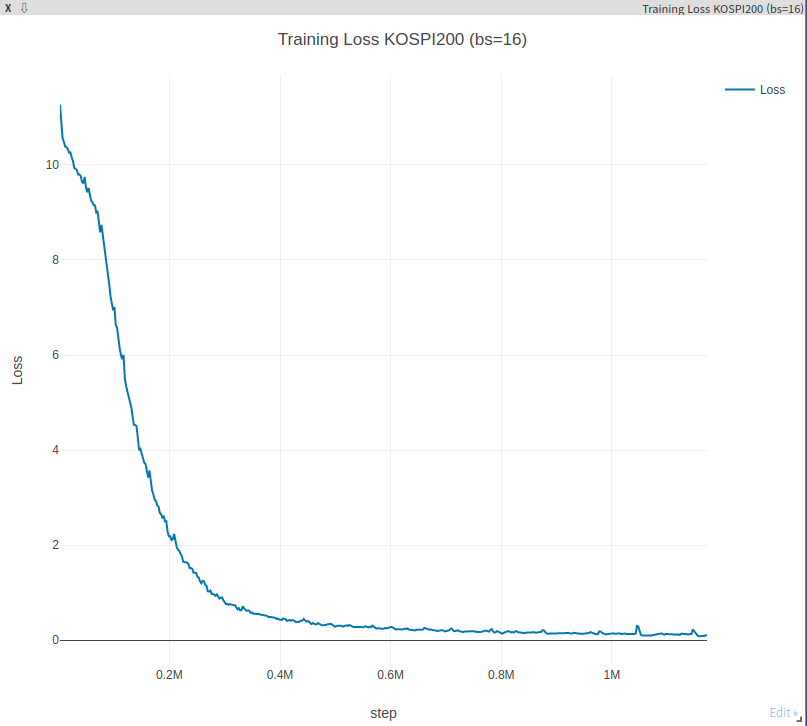 X ⇩ Training Loss KOSPI200 (bs=16)
Training Loss KOSPI200 (bs=16)
Loss
10
8
6
4
2
0
Loss
0.2M 0.4M 0.6M 0.8M 1M
step
Edit »